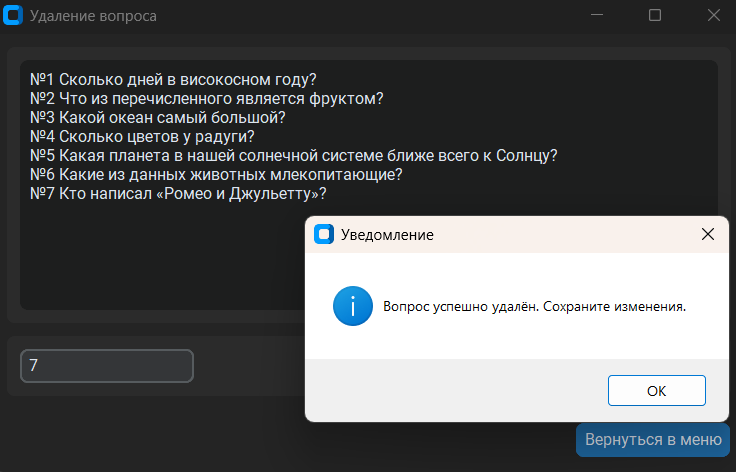 Удаление вопроса
№1 Сколько дней в високосном году?
№2 Что из перечисленного является фруктом?
№3 Какой океан самый большой?
№4 Сколько цветов у радуги?
№5 Какая планета в нашей солнечной системе ближе всего к Солнцу?
№6 Какие из данных животных млекопитающие?
№7 Кто написал «Ромео и Джульетту»?
Уведомление
Вопрос успешно удалён. Сохраните изменения.
ОК
7
Вернуться в меню